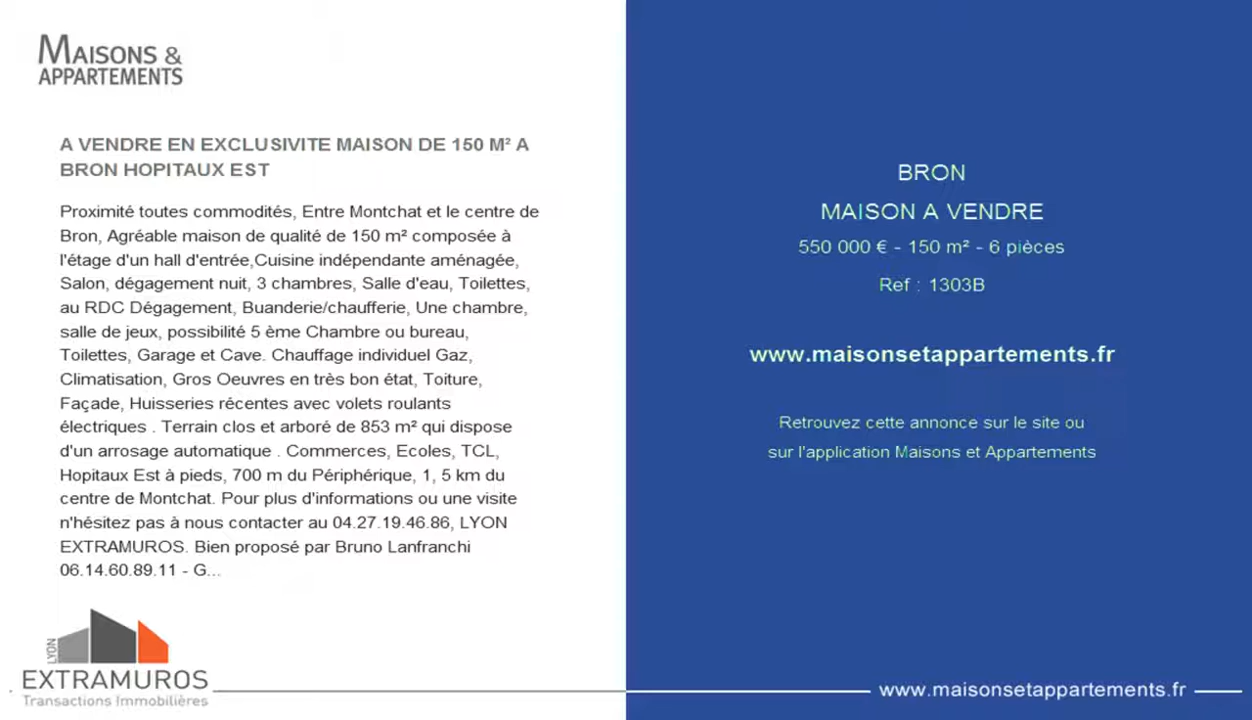 MAISONS &
APPARTEMENTS
A VENDRE EN EXCLUSIVITE MAISON DE 150 M² A
BRON HOPITAUX EST
Proximité toutes commodités, Entre Montchat et le centre de
Bron, Agréable maison de qualité de 150 m² composée à
l'étage d'un hall d'entrée,Cuisine indépendante aménagée,
Salon, dégagement nuit, 3 chambres, Salle d'eau, Toilettes,
au RDC Dégagement, Buanderie/chaufferie, Une chambre,
salle de jeux, possibilité 5 ème Chambre ou bureau,
Toilettes, Garage et Cave. Chauffage individuel Gaz,
Climatisation, Gros Oeuvres en très bon état, Toiture,
Façade, Huisseries récentes avec volets roulants
électriques . Terrain clos et arboré de 853 m² qui dispose
d'un arrosage automatique . Commerces, Ecoles, TCL,
Hopitaux Est à pieds, 700 m du Périphérique, 1, 5 km du
centre de Montchat. Pour plus d'informations ou une visite
n'hésitez pas à nous contacter au 04.27.19.46.86, LYON
EXTRAMUROS. Bien proposé par Bruno Lanfranchi
06.14.60.89.11 - G...
LYON
EXTRAMUROS
Transactions Immobilières
BRON
MAISON A VENDRE
550 000 € - 150 m² - 6 pièces
Ref : 1303B
www.maisonsetappartements.fr
Retrouvez cette annonce sur le site ou
sur l'application Maisons et Appartements
www.maisonsetappartements.fr